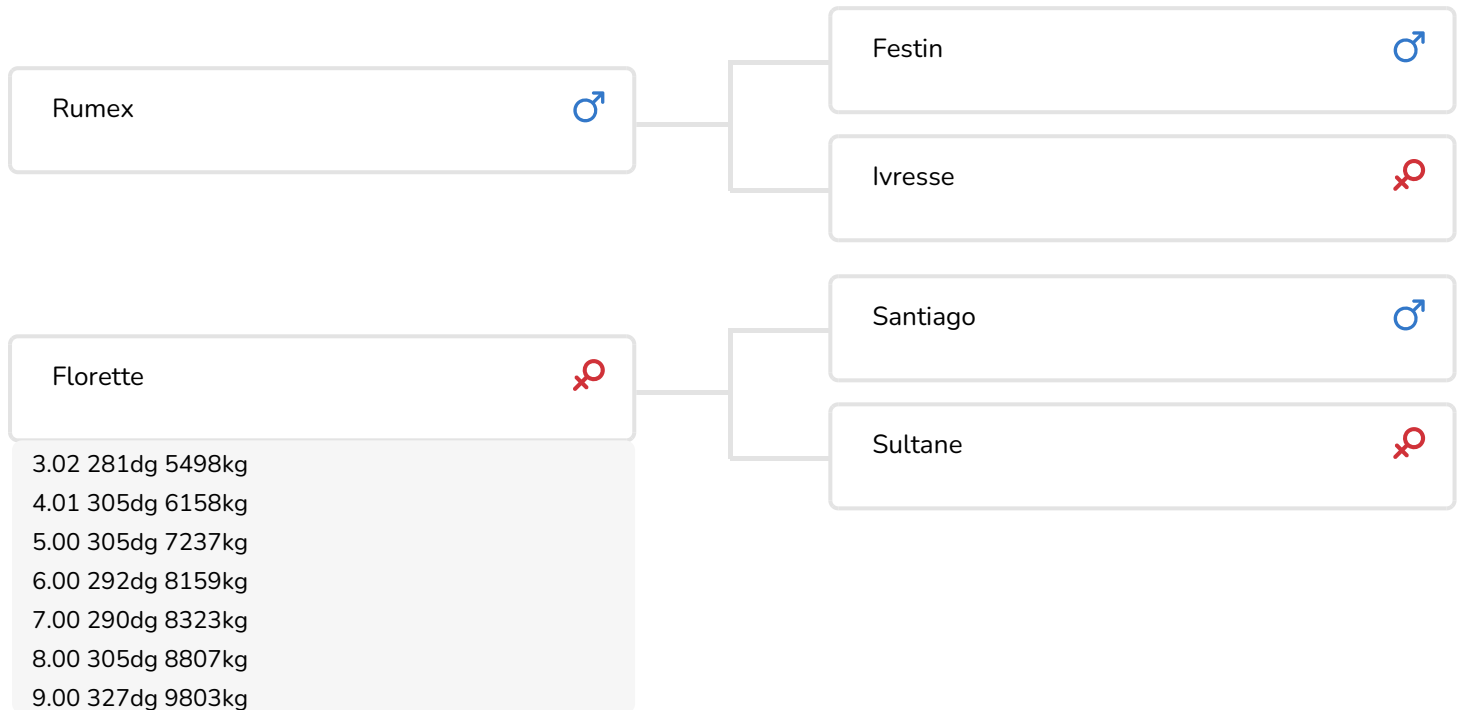 Rumex
Festin
Ivresse
Florette
3.02 281dg 5498kg
4.01 305dg 6158kg
5.00 305dg 7237kg
6.00 292dg 8159kg
7.00 290dg 8323kg
8.00 305dg 8807kg
9.00 327dg 9803kg
Santiago
Sultane